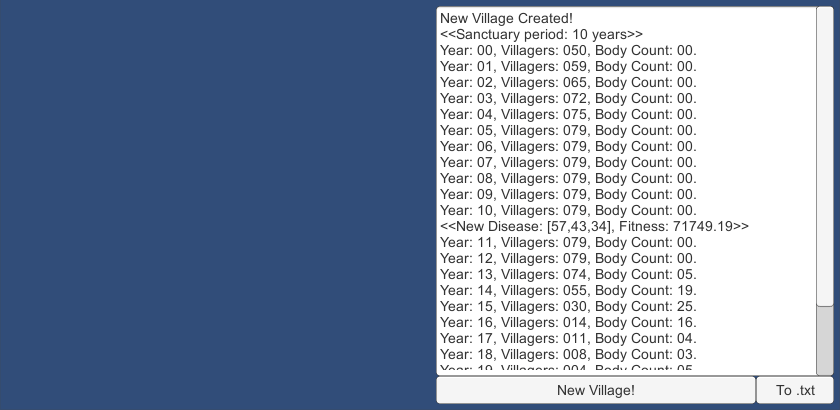 New Village Created!
<<Sanctuary period: 10 years>>
Year: 00, Villagers: 050, Body Count: 00.
Year: 01, Villagers: 059, Body Count: 00.
Year: 02, Villagers: 065, Body Count: 00.
Year: 03, Villagers: 072, Body Count: 00.
Year: 04, Villagers: 075, Body Count: 00.
Year: 05, Villagers: 079, Body Count: 00.
Year: 06, Villagers: 079, Body Count: 00.
Year: 07, Villagers: 079, Body Count: 00.
Year: 08, Villagers: 079, Body Count: 00.
Year: 09, Villagers: 079, Body Count: 00.
Year: 10, Villagers: 079, Body Count: 00.
<<New Disease: [57,43,34], Fitness: 71749.19>>
Year: 11, Villagers: 079, Body Count: 00.
Year: 12, Villagers: 079, Body Count: 00.
Year: 13, Villagers: 074, Body Count: 05.
Year: 14, Villagers: 055, Body Count: 19.
Year: 15, Villagers: 030, Body Count: 25.
Year: 16, Villagers: 014, Body Count: 16.
Year: 17, Villagers: 011, Body Count: 04.
Year: 18, Villagers: 008, Body Count: 03.
Year: 19, Villagers: 004, Body Count: 05.
New Village!
To .txt